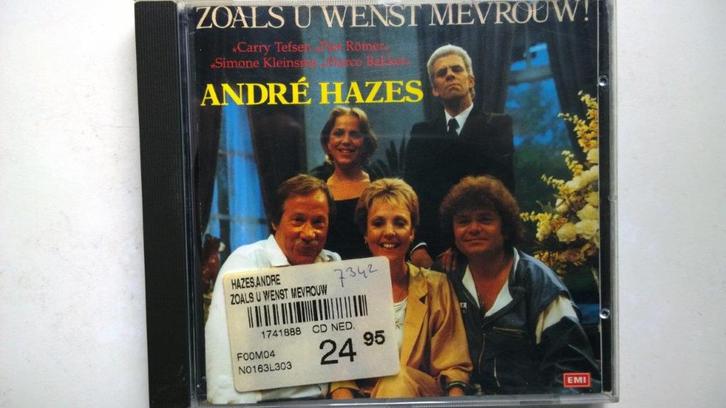 ZOALS U WENST MEVROUW!
*Carry Tefsen *Piet Römer*
*Simone Kleinsma *Marco Bakker*
ANDRÉ HAZES
HAZES,ANDRE
ZOALS U WENST MEVROUW
7342
1741888 CD NED.
F00M04
24 95
N0163L303
EMI